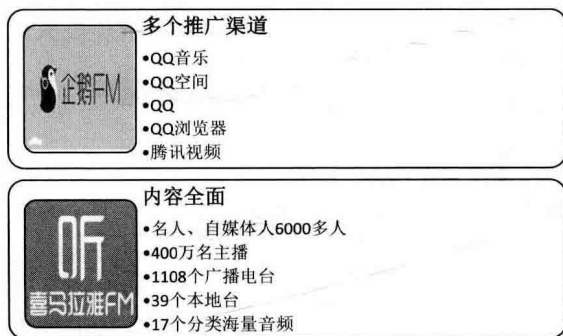 多个推广渠道
企鹅FM
•QQ音乐
•QQ空间
•QQ
•QQ浏览器
•腾讯视频
内容全面
听
喜马拉雅FM
•名人、自媒体人6000多人
•400万名主播
•1108个广播电台
•39个本地台
•17个分类海量音频